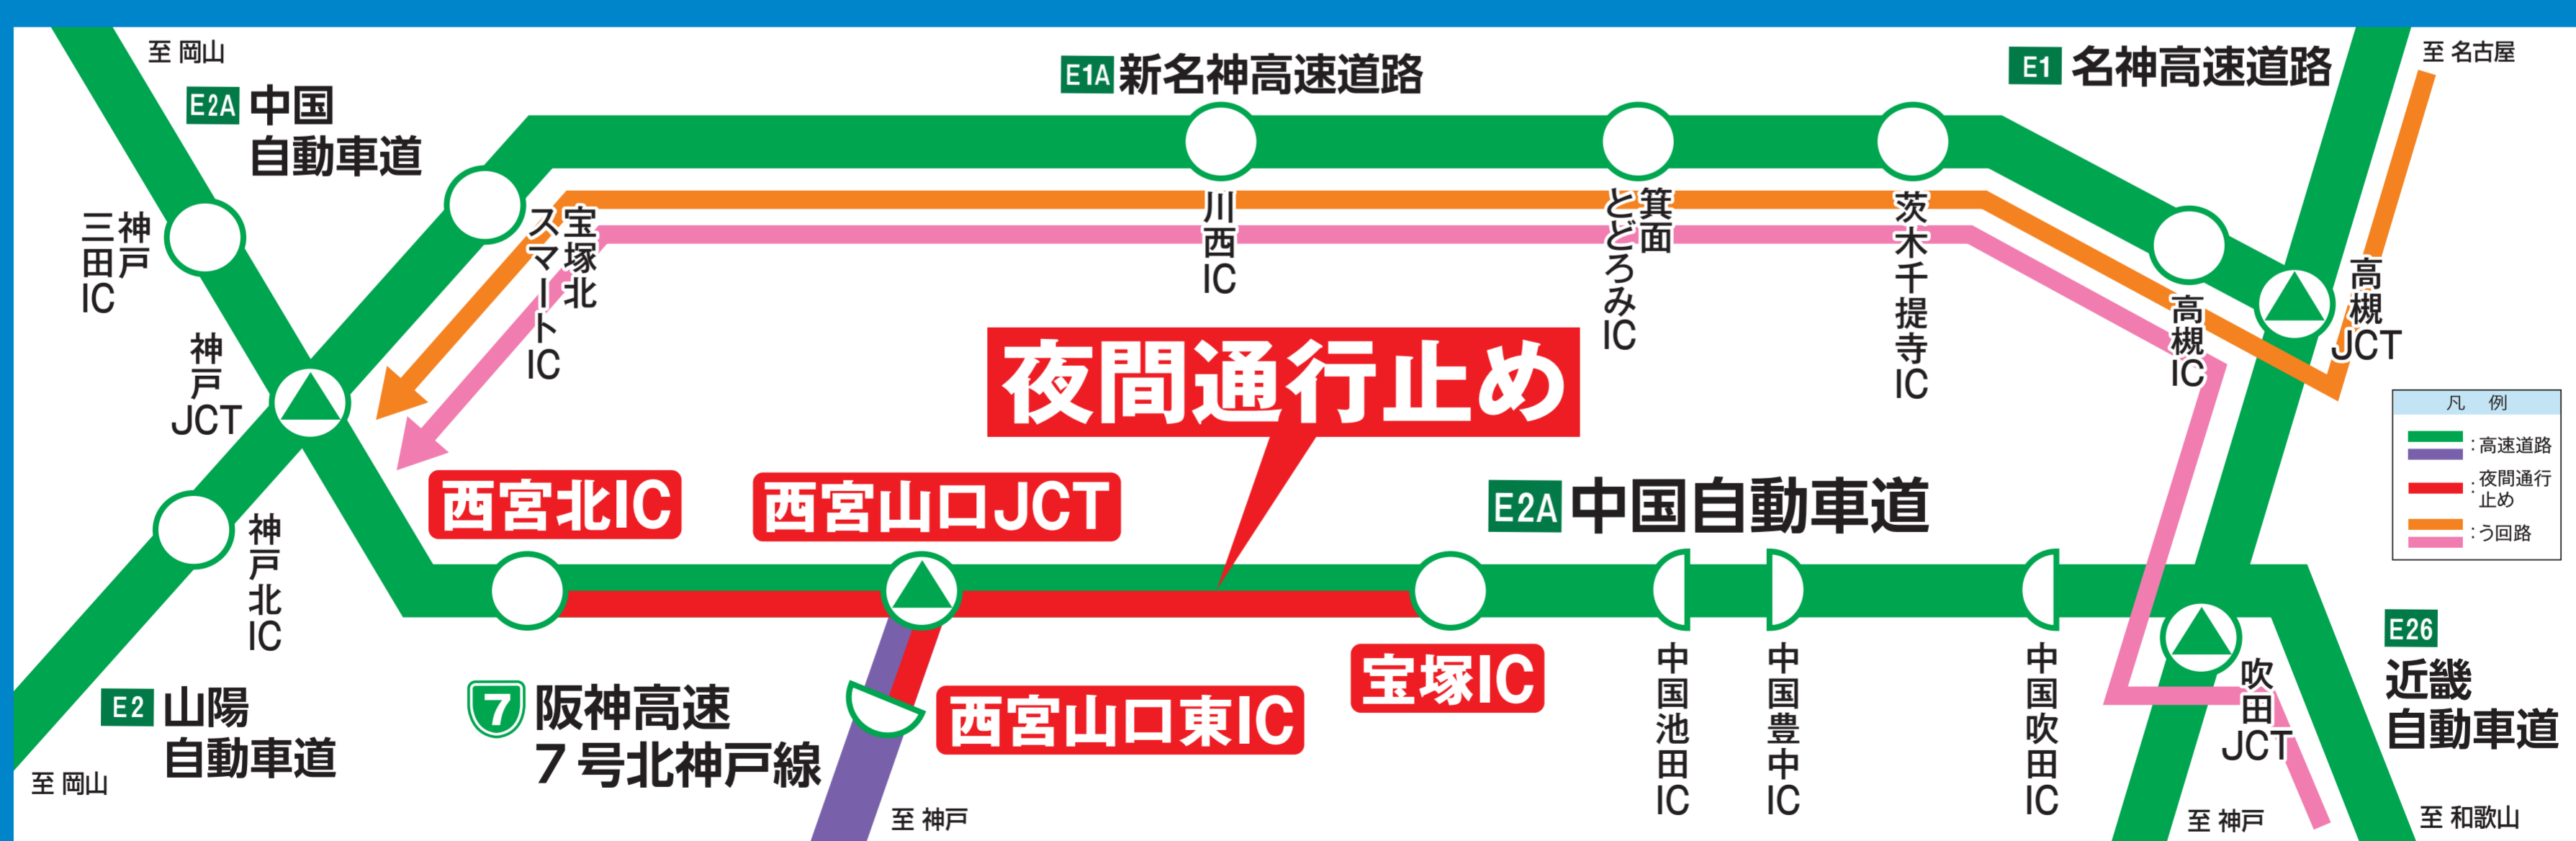 至 岡山
E2A 中国
自動車道
E1A 新名神高速道路
E1 名神高速道路
至 名古屋
神戸
三田IC
神戸JCT
宝塚北
スマートIC
川西IC
箕面
とどろみIC
茨木千提寺IC
高槻IC
高槻JCT
夜間通行止め
凡 例
:高速道路
:夜間通行
止め
:う回路
西宮北IC
西宮山口JCT
E2A 中国自動車道
神戸北IC
宝塚IC
中国池田IC
中国豊中IC
中国吹田IC
吹田JCT
E26
近畿
自動車道
E2 山陽
自動車道
7 阪神高速
7号北神戸線
西宮山口東IC
至 岡山
至 神戸
至 神戸
至 和歌山